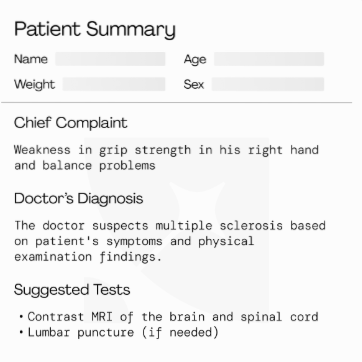 Patient Summary
Name Age
Weight Sex
Chief Complaint
Weakness in grip strength in his right hand
and balance problems
Doctor's Diagnosis
The doctor suspects multiple sclerosis based
on patient's symptoms and physical
examination findings.
Suggested Tests
• Contrast MRI of the brain and spinal cord
• Lumbar puncture (if needed)